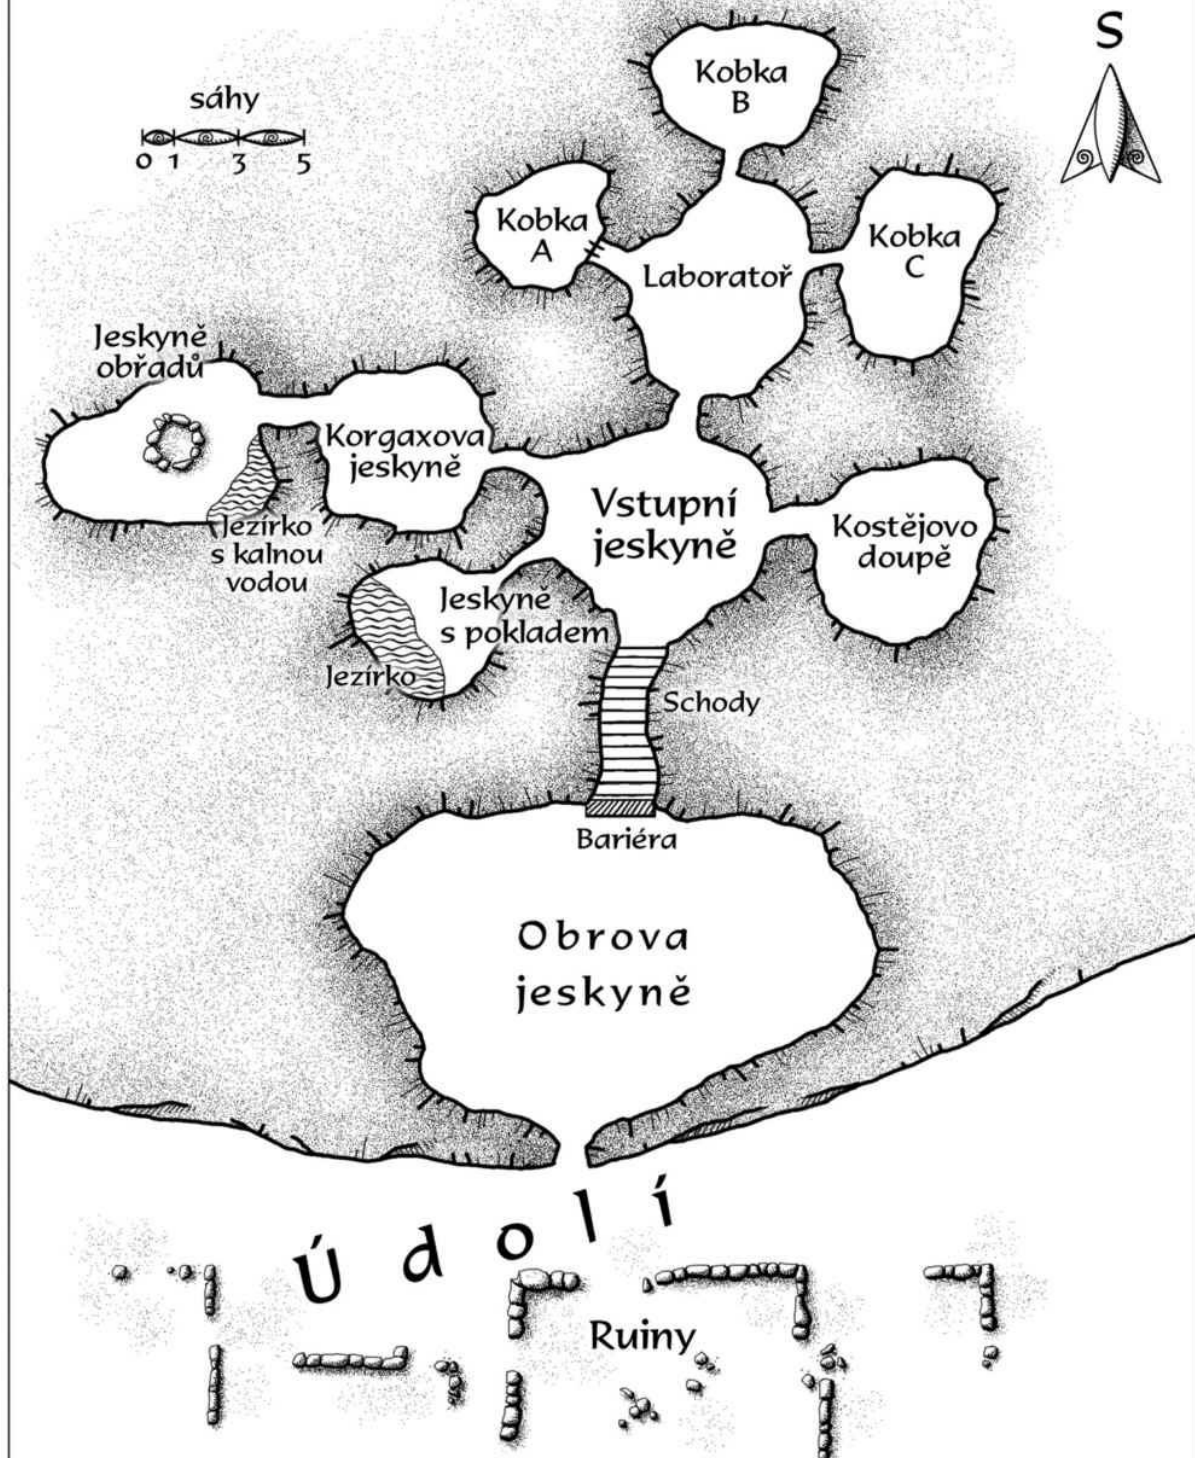 S
sáhy
0 1 3 5
Kobka
B
Kobka
A
Kobka
C
Laboratoř
Jeskyně
obřadů
Korgaxova
jeskyně
Vstupní
jeskyně
Kostějovo
doupě
Jezírko
s kalnou
vodou
Jeskyně
s pokladem
Jezírko
Schody
Bariéra
Obrova
jeskyně
Údolí
Ruiny